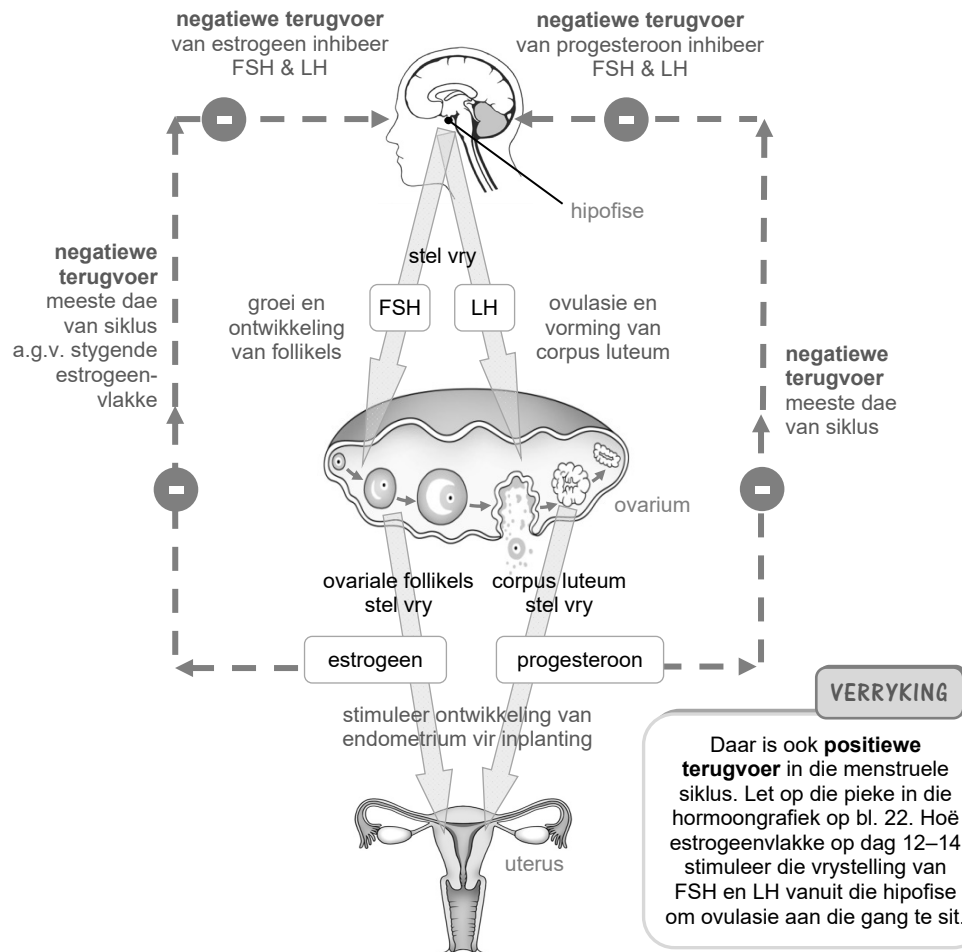 negatiewe terugvoer
van estrogeen inhibeer
FSH & LH
negatiewe terugvoer
van progesteroon inhibeer
FSH & LH
hipofise
negatiewe
terugvoer
meeste dae
van siklus
a.g.v. stygende
estrogeen-
vlakke
stel vry
groei en
ontwikkeling
van follikels
FSH
LH
ovulasie en
vorming van
corpus luteum
negatiewe
terugvoer
meeste dae
van siklus
ovarium
ovariale follikels
stel vry
corpus luteum
stel vry
estrogeen
progesteroon
stimuleer ontwikkeling van
endometrium vir inplanting
uterus
VERRYKING
Daar is ook positiewe
terugvoer in die menstruele
siklus. Let op die pieke in die
hormoongrafiek op bl. 22. Hoë
estrogeenvlakke op dag 12–14
stimuleer die vrystelling van
FSH en LH vanuit die hipofise
om ovulasie aan die gang te sit.